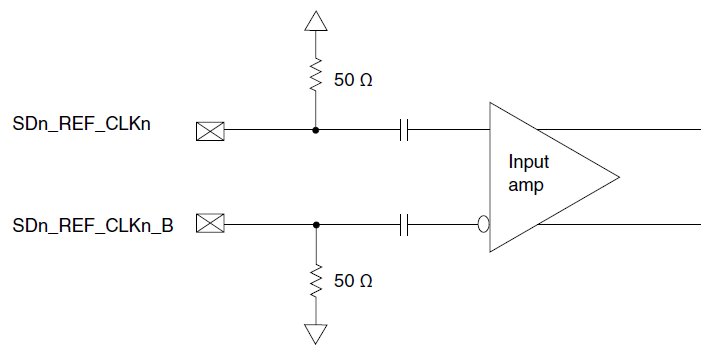 50 Ω
SDn_REF_CLKn
Input
amp
SDn_REF_CLKn_B
50 Ω